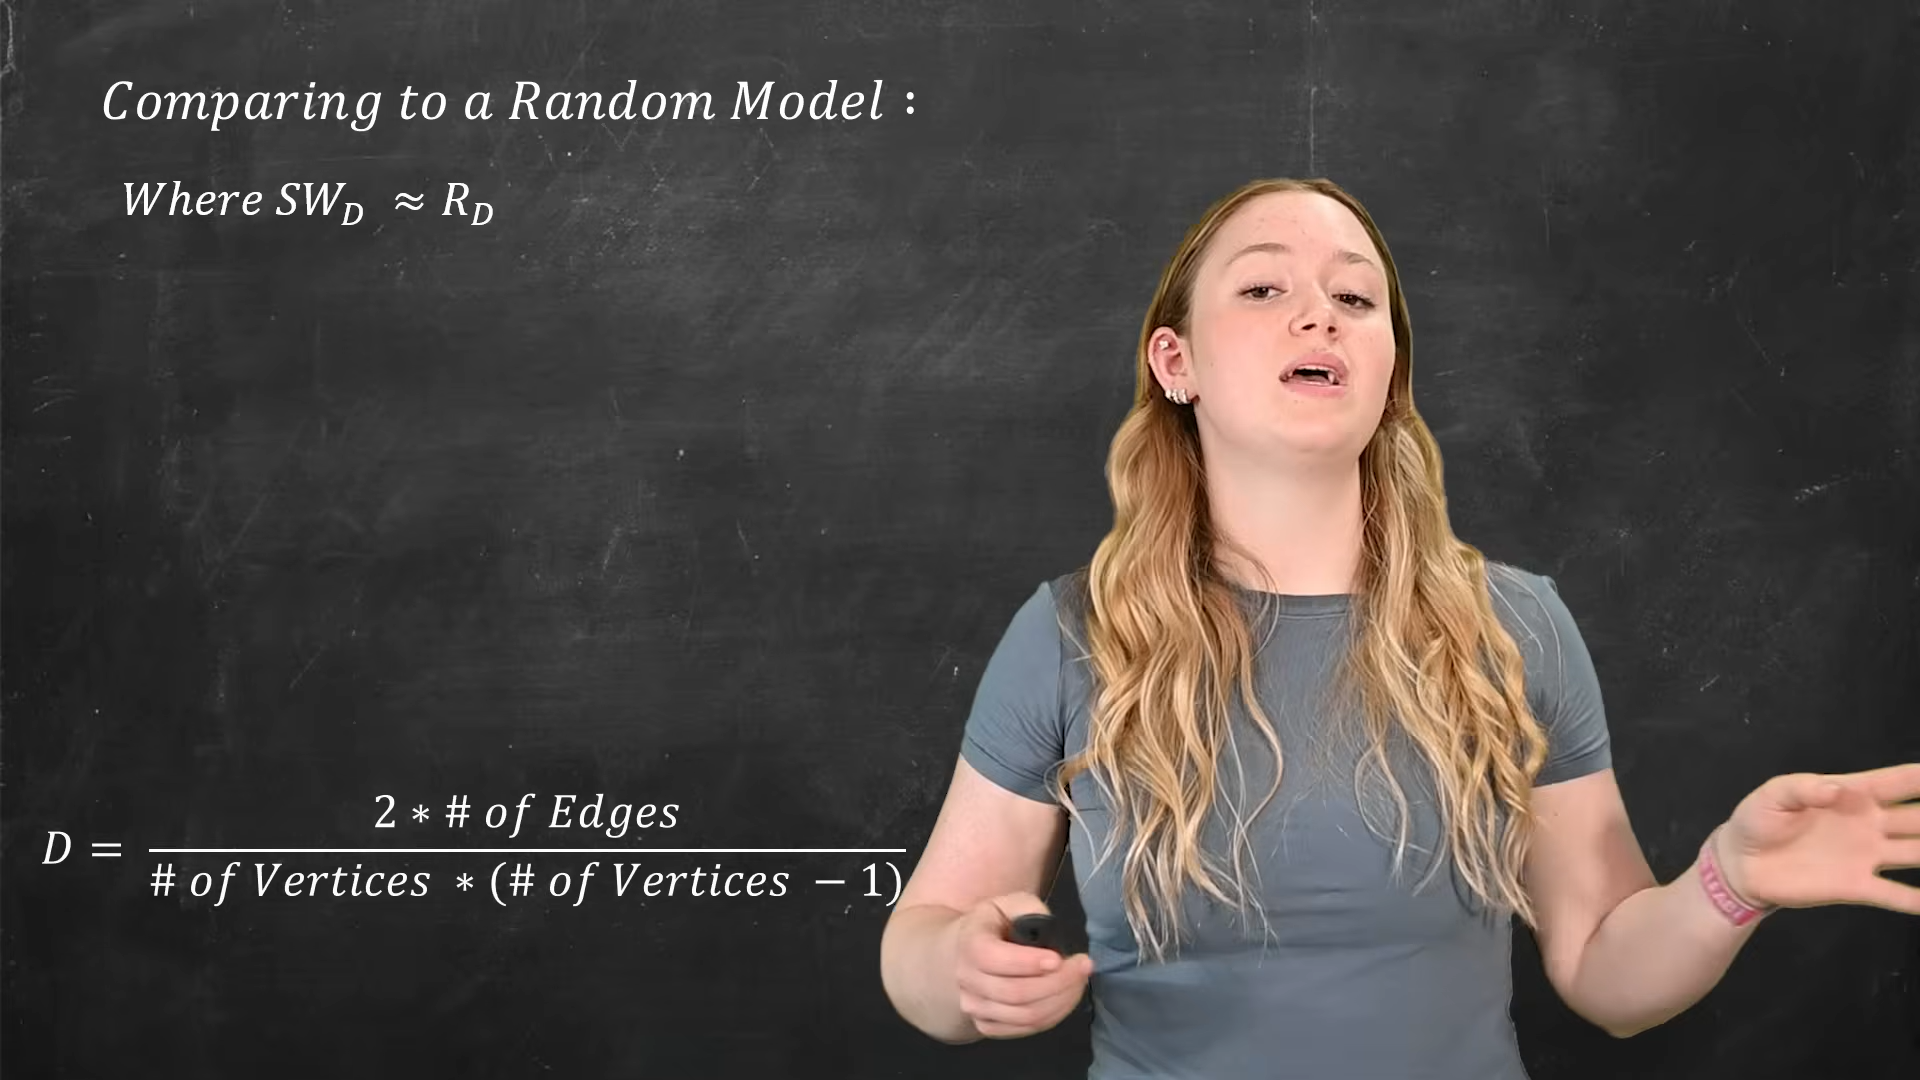 Comparing to a Random Model :
Where SW_D ≈ R_D
D = 2 * # of Edges / # of Vertices * (# of Vertices − 1)